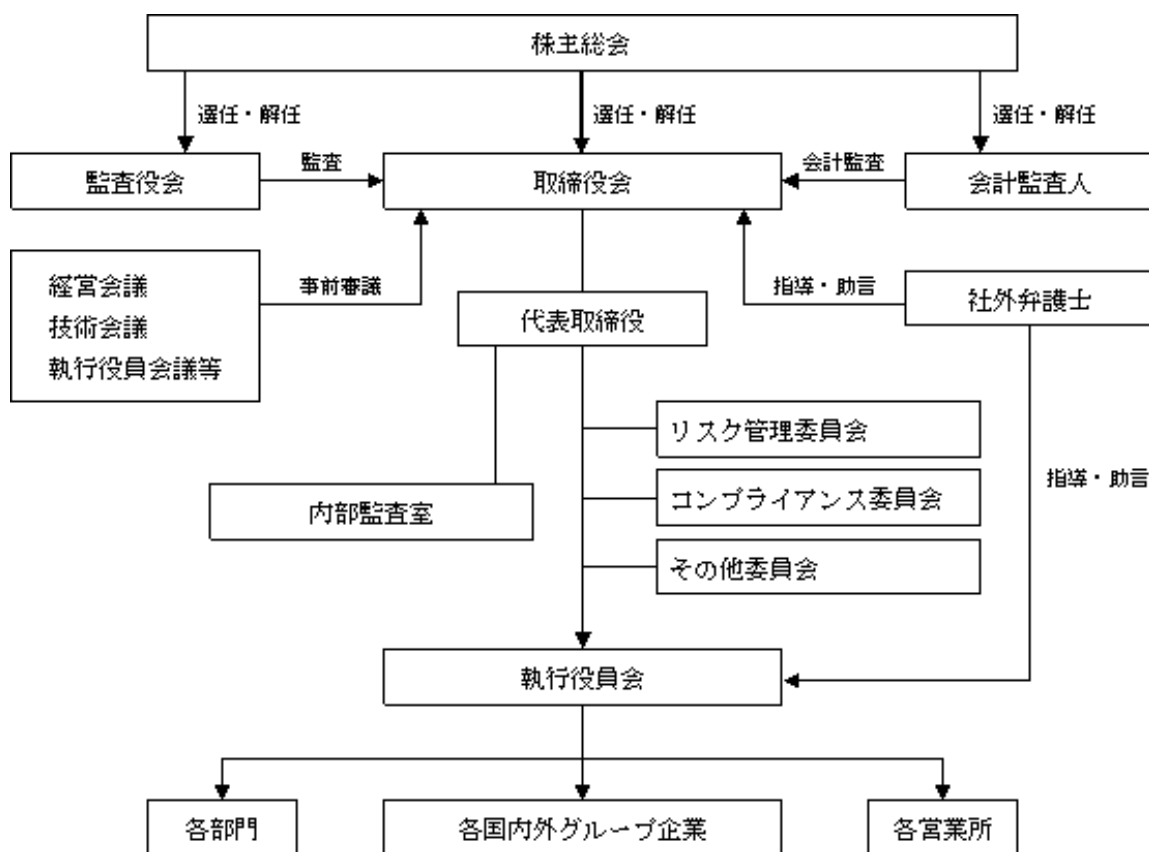 株主総会
選任・解任
選任・解任
選任・解任
監査役会
監査
取締役会
会計監査
会計監査人
経営会議
技術会議
執行役員会議等
事前審議
指導・助言
社外弁護士
代表取締役
リスク管理委員会
コンプライアンス委員会
指導・助言
内部監査室
その他委員会
執行役員会
各部門
各国内外グループ企業
各営業所